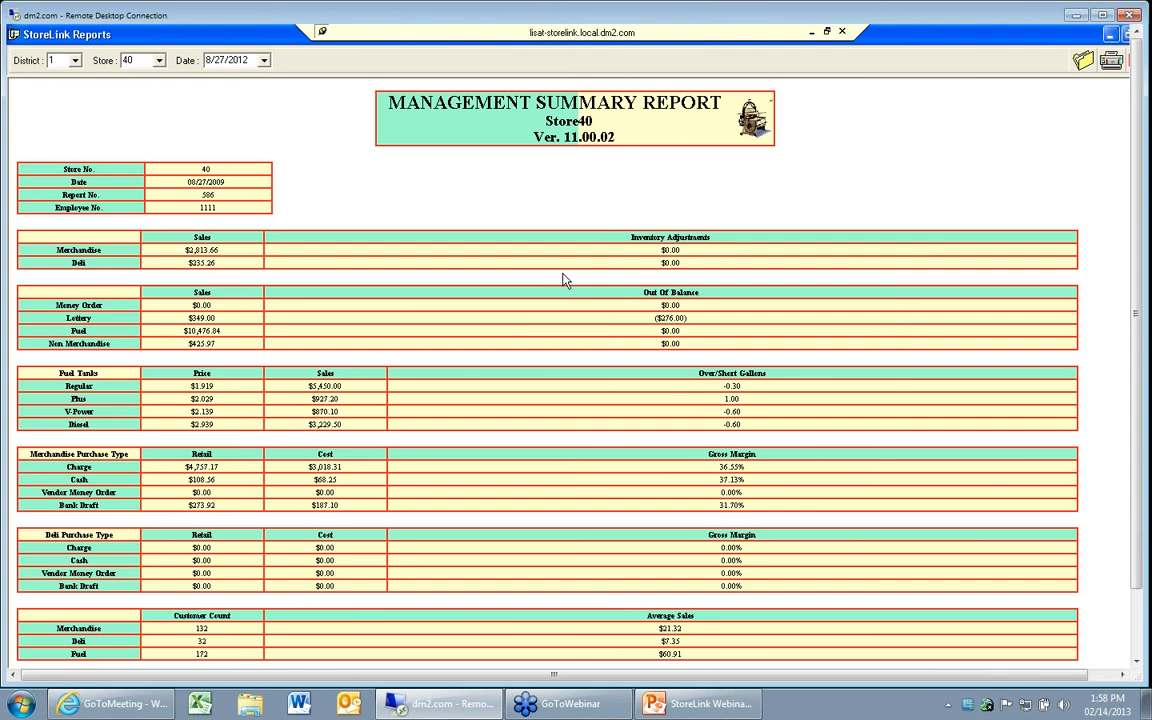 dm2.com - Remote Desktop Connection
StoreLink Reports
lisat-storelink.local.dm2.com
District : 1 Store : 40 Date : 8/27/2012
MANAGEMENT SUMMARY REPORT
Store40
Ver. 11.00.02
Store No. 40
Date 08/27/2009
Report No. 586
Employee No. 1111
Sales Inventory Adjustments
Merchandise $2,813.66 $0.00
Deli $235.26 $0.00
Sales Out Of Balance
Money Order $0.00 $0.00
Lottery $349.00 ($276.00)
Fuel $10,476.84 $0.00
Non Merchandise $425.97 $0.00
Fuel Tanks Price Sales Over/Short Gallons
Regular $1.919 $5,450.00 -0.30
Plus $2.029 $927.20 1.00
V-Power $2.139 $870.10 -0.60
Diesel $2.939 $3,229.50 -0.60
Merchandise Purchase Type Retail Cost Gross Margin
Charge $4,757.17 $3,018.31 36.55%
Cash $108.56 $68.25 37.13%
Vendor Money Order $0.00 $0.00 0.00%
Bank Draft $273.92 $187.10 31.70%
Deli Purchase Type Retail Cost Gross Margin
Charge $0.00 $0.00 0.00%
Cash $0.00 $0.00 0.00%
Vendor Money Order $0.00 $0.00 0.00%
Bank Draft $0.00 $0.00 0.00%
Customer Count Average Sales
Merchandise 132 $21.32
Deli 32 $7.35
Fuel 172 $60.91
GoToMeeting - W... dm2.com - Remo... GoToWebinar StoreLink Webina... 1:58 PM
02/14/2013